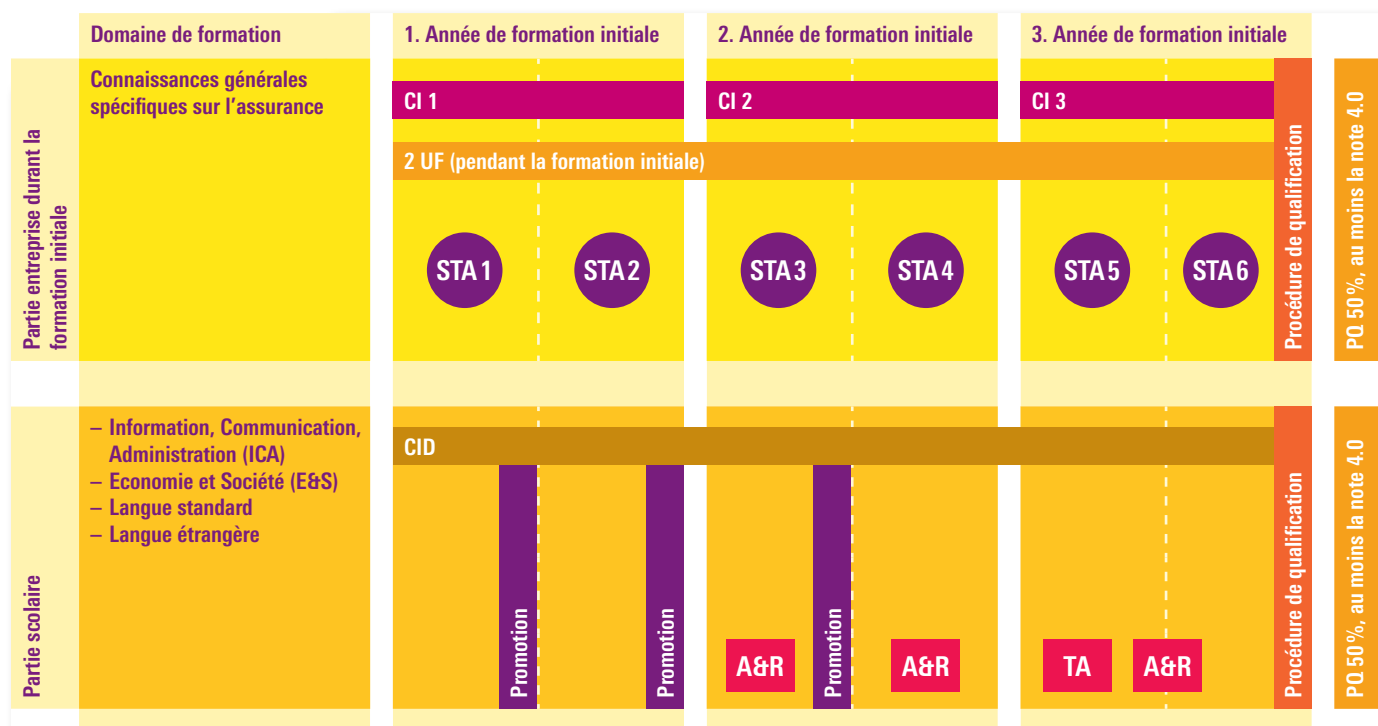 Domaine de formation
1. Année de formation initiale
2. Année de formation initiale
3. Année de formation initiale
Partie entreprise durant la
formation initiale
Connaissances générales
spécifiques sur l'assurance
CI 1
CI 2
CI 3
2 UF (pendant la formation initiale)
STA 1
STA 2
STA 3
STA 4
STA 5
STA 6
Procédure de qualification
PQ 50 %, au moins la note 4.0
Partie scolaire
– Information, Communication,
Administration (ICA)
– Economie et Société (E&S)
– Langue standard
– Langue étrangère
CID
Promotion
Promotion
A&R
Promotion
A&R
TA
A&R
Procédure de qualification
PQ 50 %, au moins la note 4.0